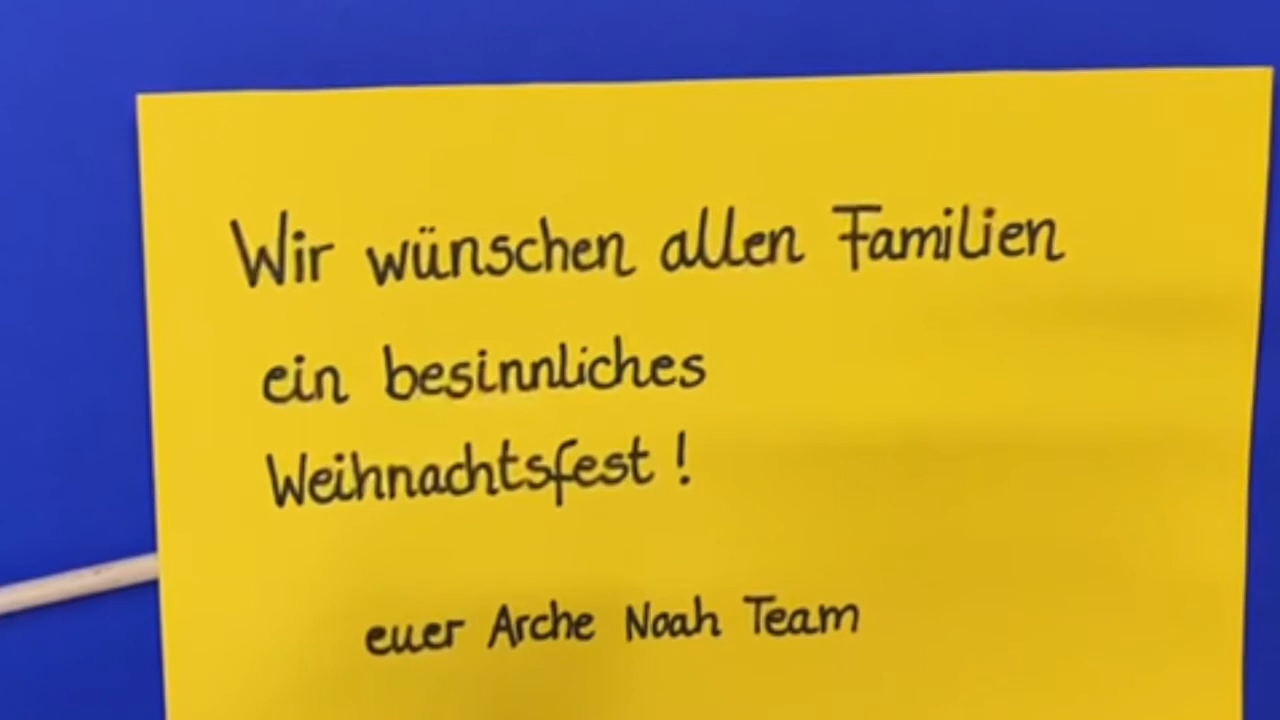 Wir wünschen allen Familien
ein besinnliches
Weihnachtsfest!
euer Arche Noah Team